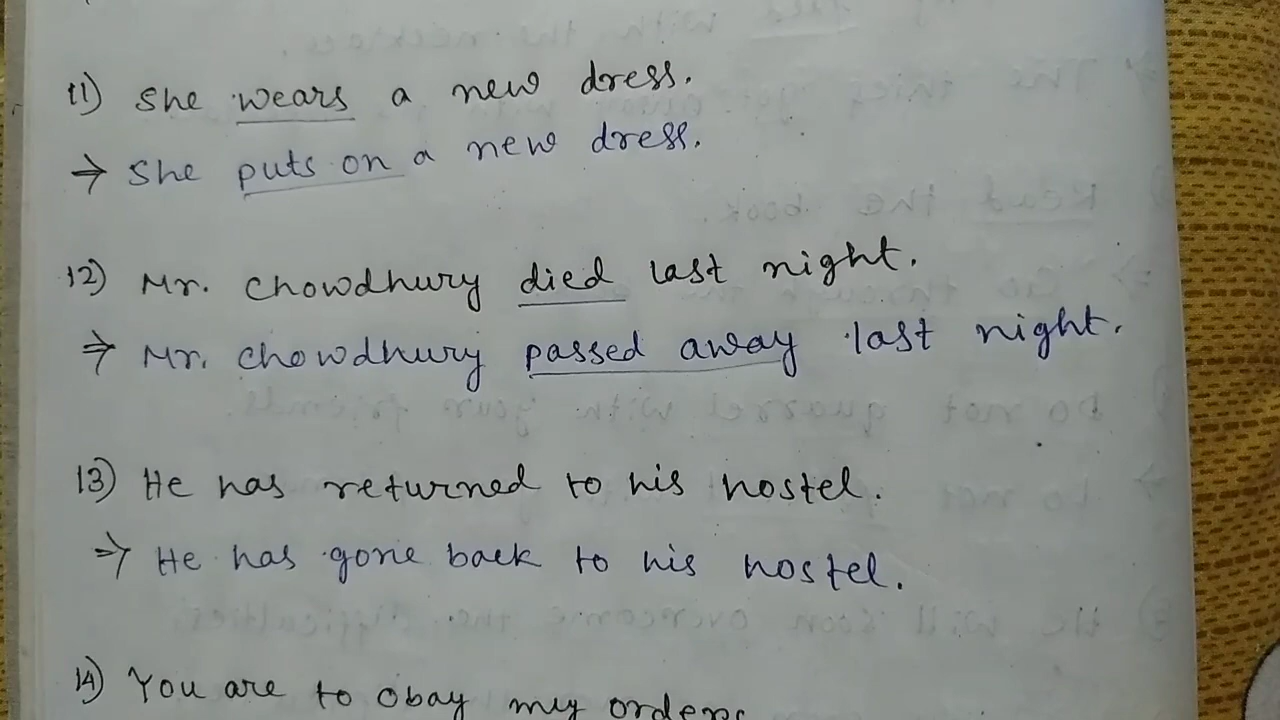 11) She wears a new dress.
→ She puts on a new dress.
12) Mr. Chowdhury died last night.
⇒ Mr. Chowdhury passed away last night.
13) He has returned to his hostel.
⇒ He has gone back to his hostel.
14) You are to obay my orders